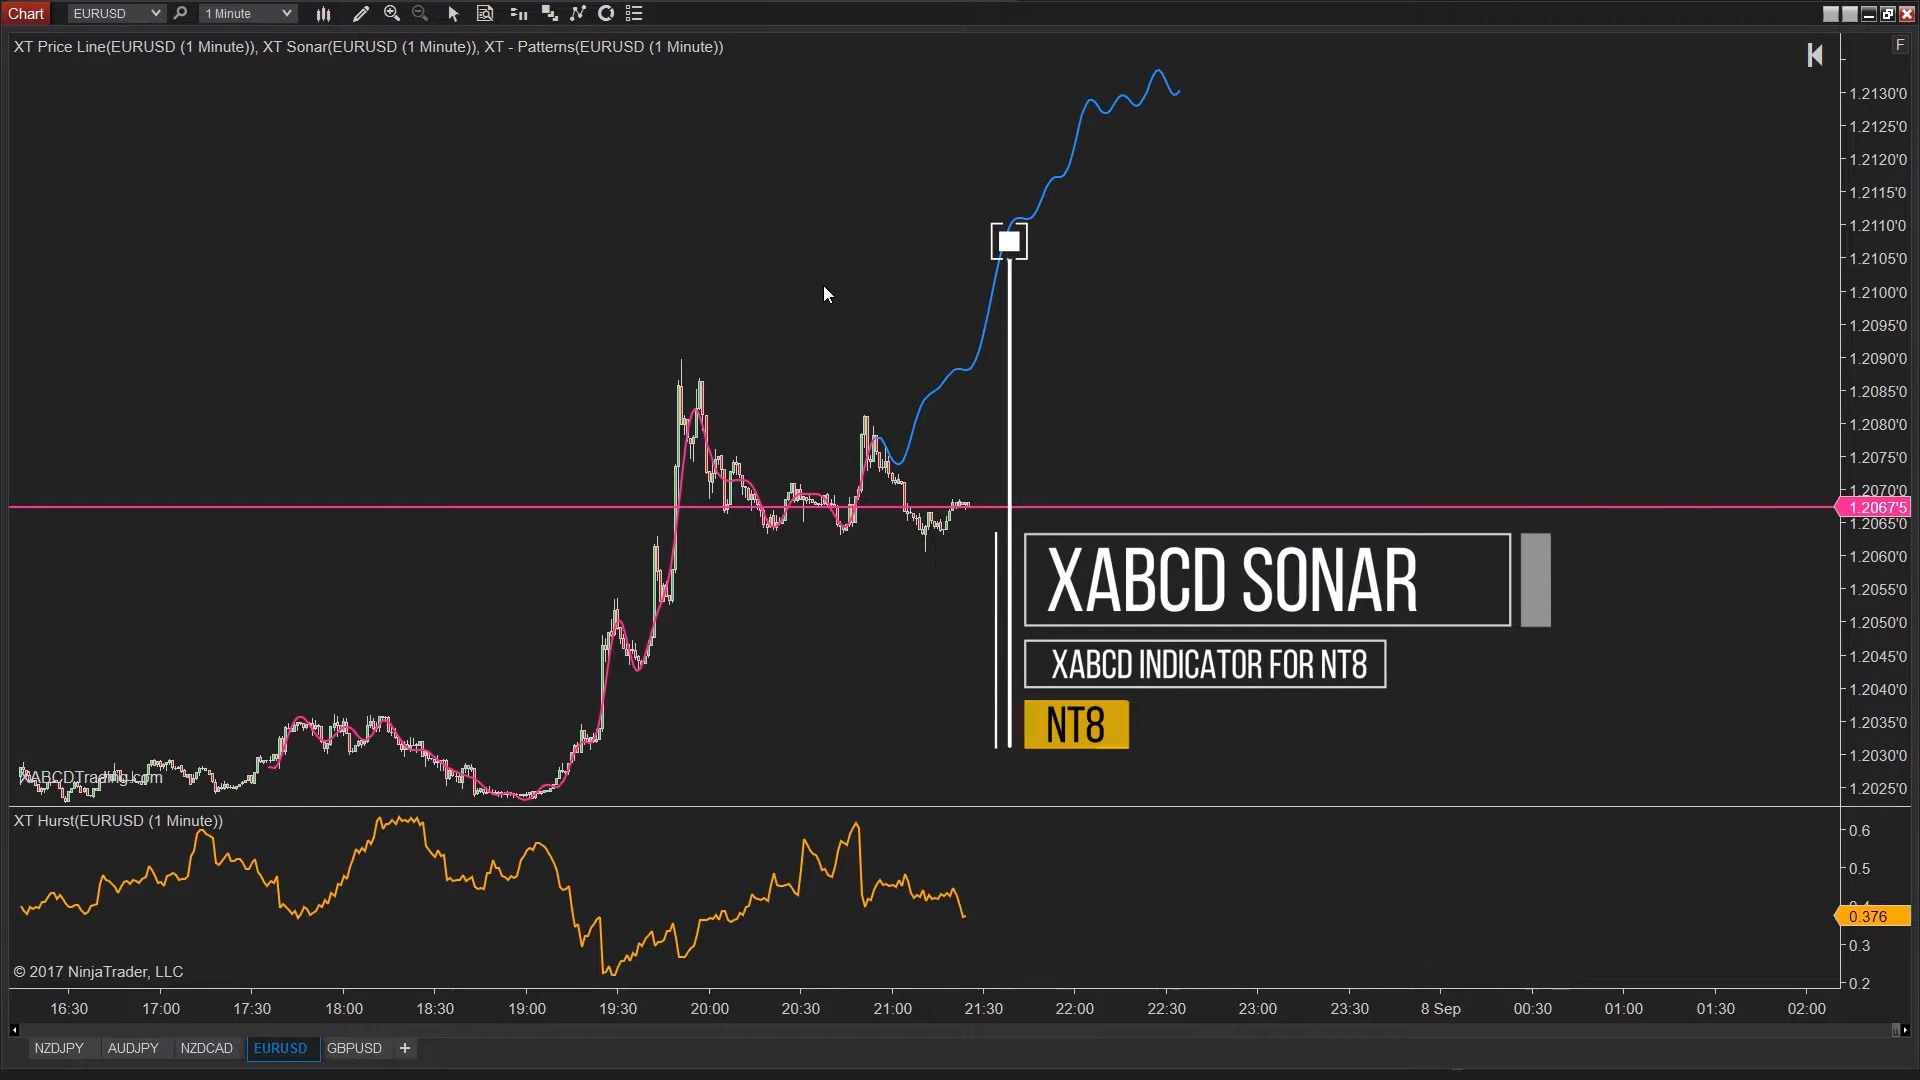 Chart EURUSD 1 Minute
XT Price Line(EURUSD (1 Minute)), XT Sonar(EURUSD (1 Minute)), XT - Patterns(EURUSD (1 Minute))
F
1.2130'0
1.2125'0
1.2120'0
1.2115'0
1.2110'0
1.2105'0
1.2100'0
1.2095'0
1.2090'0
1.2085'0
1.2080'0
1.2075'0
1.2070'0
1.2067'5
1.2065'0
1.2060'0
1.2055'0
1.2050'0
1.2045'0
1.2040'0
1.2035'0
1.2030'0
1.2025'0
XABCD SONAR
XABCD INDICATOR FOR NT8
NT8
XABCDTrading.com
XT Hurst(EURUSD (1 Minute))
0.6
0.5
0.4
0.376
0.3
0.2
© 2017 NinjaTrader, LLC
16:30 17:00 17:30 18:00 18:30 19:00 19:30 20:00 20:30 21:00 21:30 22:00 22:30 23:00 23:30 8 Sep 00:30 01:00 01:30 02:00
NZDJPY AUDJPY NZDCAD EURUSD GBPUSD +